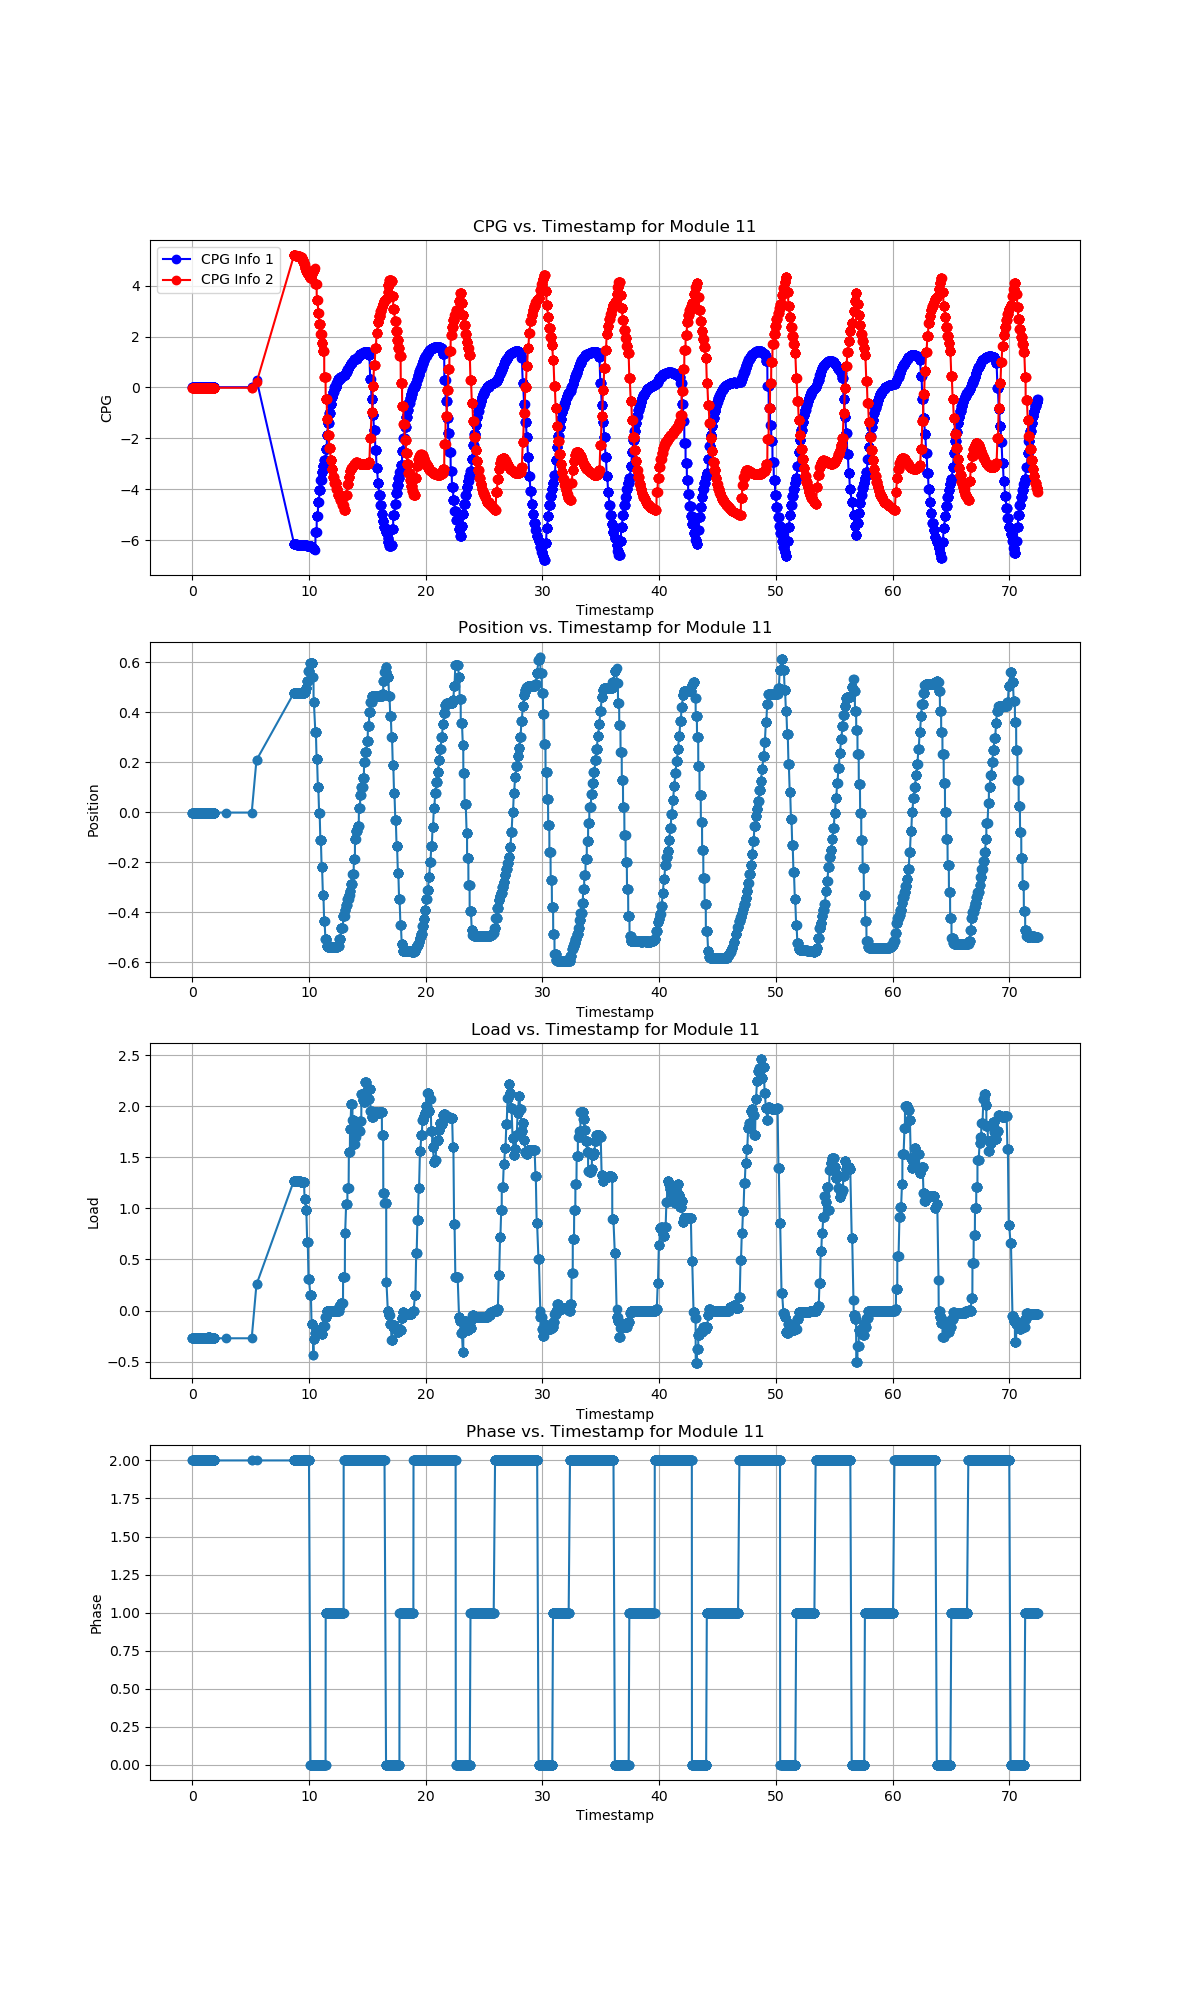 CPG vs. Timestamp for Module 11
CPG Info 1
CPG Info 2
4
2
0
−2
−4
−6
CPG
0 10 20 30 40 50 60 70
Timestamp
Position vs. Timestamp for Module 11
0.6
0.4
0.2
0.0
−0.2
−0.4
−0.6
Position
0 10 20 30 40 50 60 70
Timestamp
Load vs. Timestamp for Module 11
2.5
2.0
1.5
1.0
0.5
0.0
−0.5
Load
0 10 20 30 40 50 60 70
Timestamp
Phase vs. Timestamp for Module 11
2.00
1.75
1.50
1.25
1.00
0.75
0.50
0.25
0.00
Phase
0 10 20 30 40 50 60 70
Timestamp